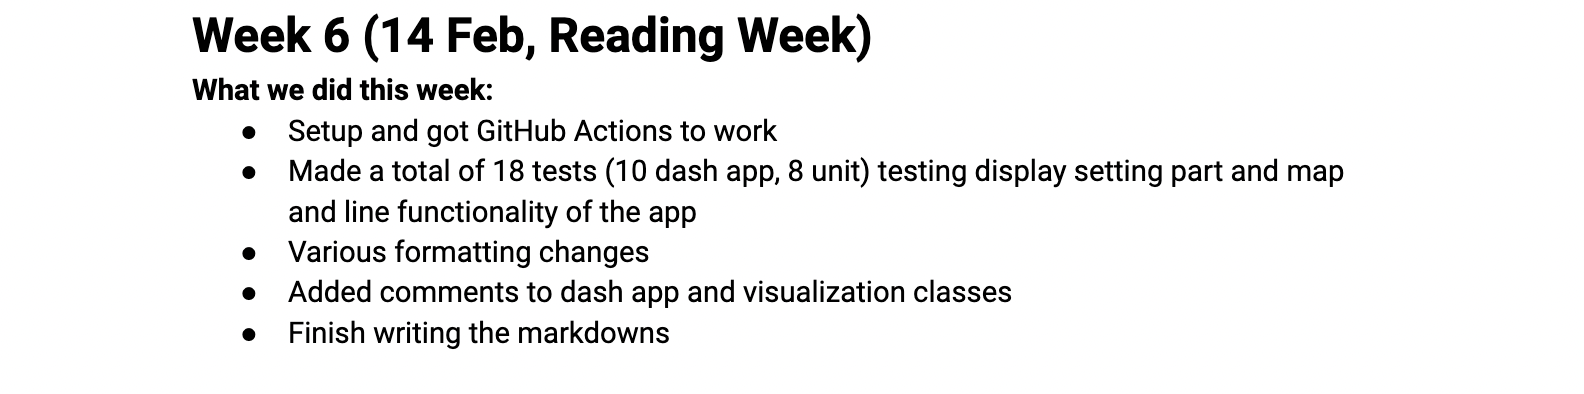 Week 6 (14 Feb, Reading Week)
What we did this week:
● Setup and got GitHub Actions to work
● Made a total of 18 tests (10 dash app, 8 unit) testing display setting part and map
and line functionality of the app
● Various formatting changes
● Added comments to dash app and visualization classes
● Finish writing the markdowns